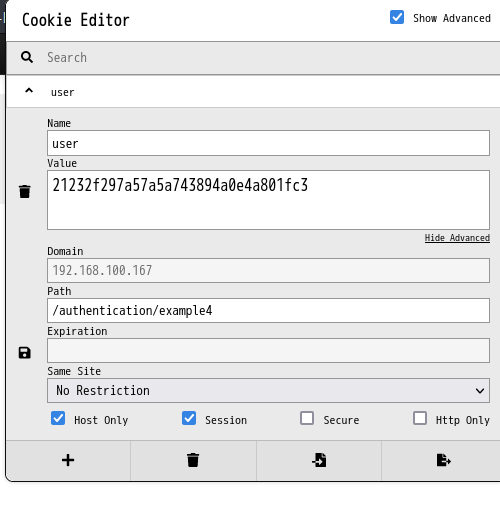 Cookie Editor
Show Advanced
Search
user
Name
user
Value
21232f297a57a5a743894a0e4a801fc3
Hide Advanced
Domain
192.168.100.167
Path
/authentication/example4
Expiration
Same Site
No Restriction
Host Only
Session
Secure
Http Only